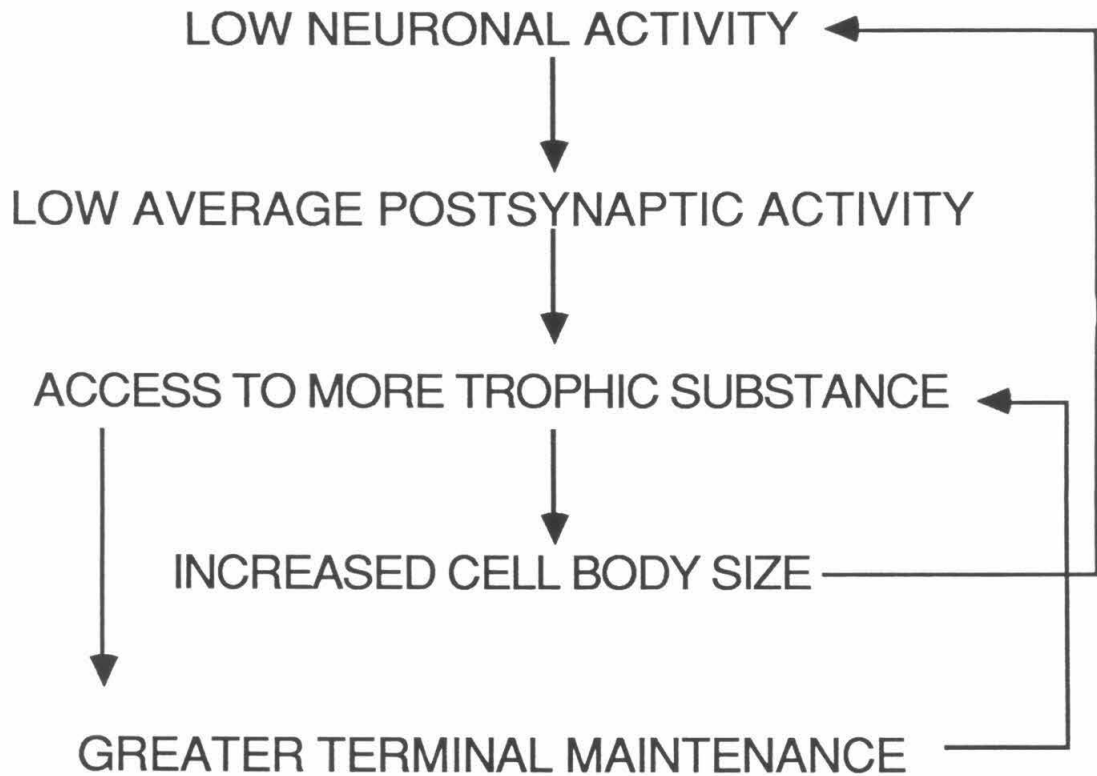 LOW NEURONAL ACTIVITY
LOW AVERAGE POSTSYNAPTIC ACTIVITY
ACCESS TO MORE TROPHIC SUBSTANCE
INCREASED CELL BODY SIZE
GREATER TERMINAL MAINTENANCE